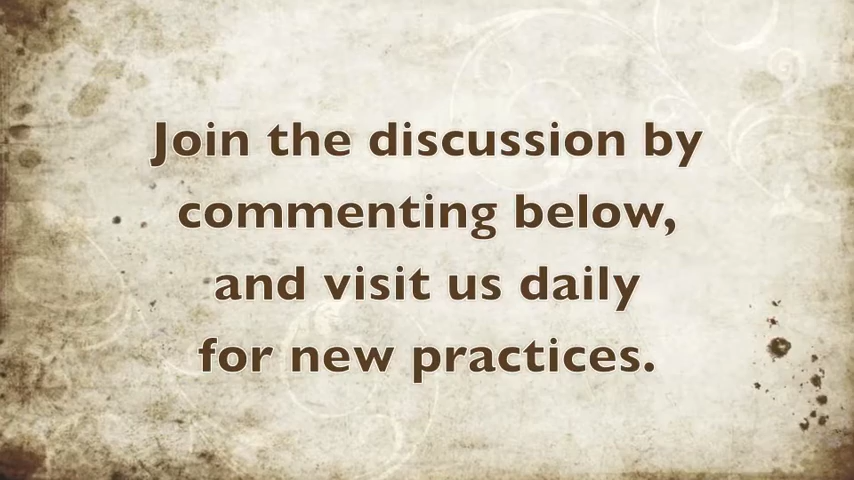 Join the discussion by
commenting below,
and visit us daily
for new practices.